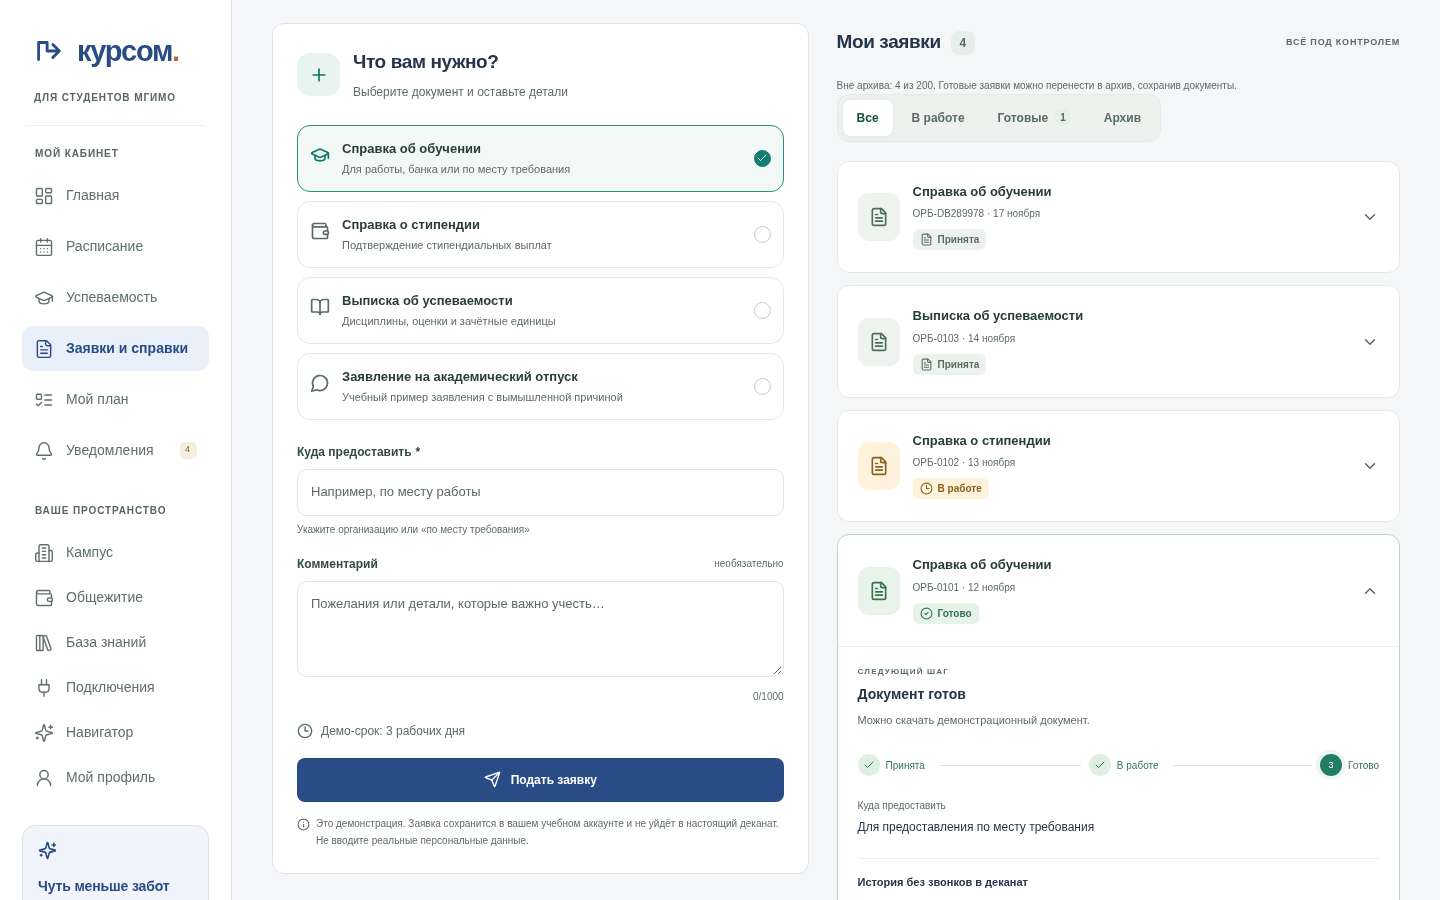 курсом.
ДЛЯ СТУДЕНТОВ МГИМО
МОЙ КАБИНЕТ
Главная
Расписание
Успеваемость
Заявки и справки
Мой план
Уведомления 4
ВАШЕ ПРОСТРАНСТВО
Кампус
Общежитие
База знаний
Подключения
Навигатор
Мой профиль
Чуть меньше забот
Что вам нужно?
Выберите документ и оставьте детали
Справка об обучении
Для работы, банка или по месту требования
Справка о стипендии
Подтверждение стипендиальных выплат
Выписка об успеваемости
Дисциплины, оценки и зачётные единицы
Заявление на академический отпуск
Учебный пример заявления с вымышленной причиной
Куда предоставить *
Например, по месту работы
Укажите организацию или «по месту требования»
Комментарий необязательно
Пожелания или детали, которые важно учесть…
0/1000
Демо-срок: 3 рабочих дня
Подать заявку
Это демонстрация. Заявка сохранится в вашем учебном аккаунте и не уйдёт в настоящий деканат.
Не вводите реальные персональные данные.
Мои заявки 4 ВСЁ ПОД КОНТРОЛЕМ
Вне архива: 4 из 200. Готовые заявки можно перенести в архив, сохранив документы.
Все В работе Готовые 1 Архив
Справка об обучении
ОРБ-DB289978 · 17 ноября
Принята
Выписка об успеваемости
ОРБ-0103 · 14 ноября
Принята
Справка о стипендии
ОРБ-0102 · 13 ноября
В работе
Справка об обучении
ОРБ-0101 · 12 ноября
Готово
СЛЕДУЮЩИЙ ШАГ
Документ готов
Можно скачать демонстрационный документ.
Принята В работе 3 Готово
Куда предоставить
Для предоставления по месту требования
История без звонков в деканат